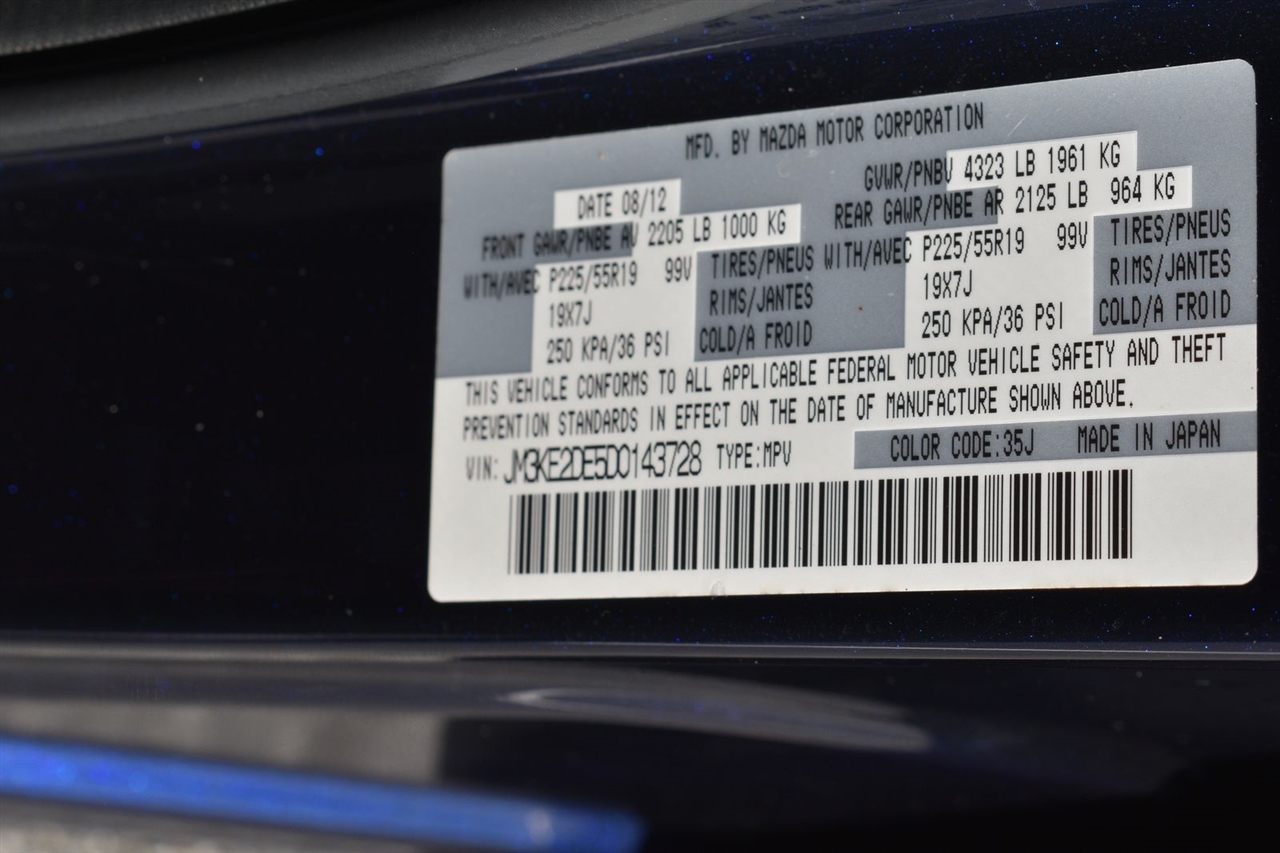 MFD. BY MAZDA MOTOR CORPORATION
DATE 08/12 GVWR/PNBV 4323 LB 1961 KG
FRONT GAWR/PNBE AV 2205 LB 1000 KG REAR GAWR/PNBE AR 2125 LB 964 KG
WITH/AVEC P225/55R19 99V TIRES/PNEUS WITH/AVEC P225/55R19 99V TIRES/PNEUS
19X7J RIMS/JANTES 19X7J RIMS/JANTES
250 KPA/36 PSI COLD/A FROID 250 KPA/36 PSI COLD/A FROID
THIS VEHICLE CONFORMS TO ALL APPLICABLE FEDERAL MOTOR VEHICLE SAFETY AND THEFT
PREVENTION STANDARDS IN EFFECT ON THE DATE OF MANUFACTURE SHOWN ABOVE.
VIN: JM3KE2DE5D0143728 TYPE:MPV COLOR CODE:35J MADE IN JAPAN